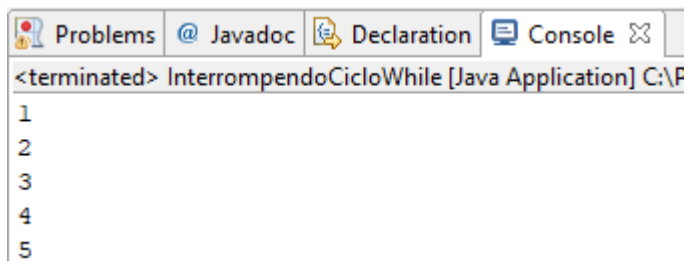 Problems @ Javadoc Declaration Console
<terminated> InterrompendoCicloWhile [Java Application] C:\P
1
2
3
4
5